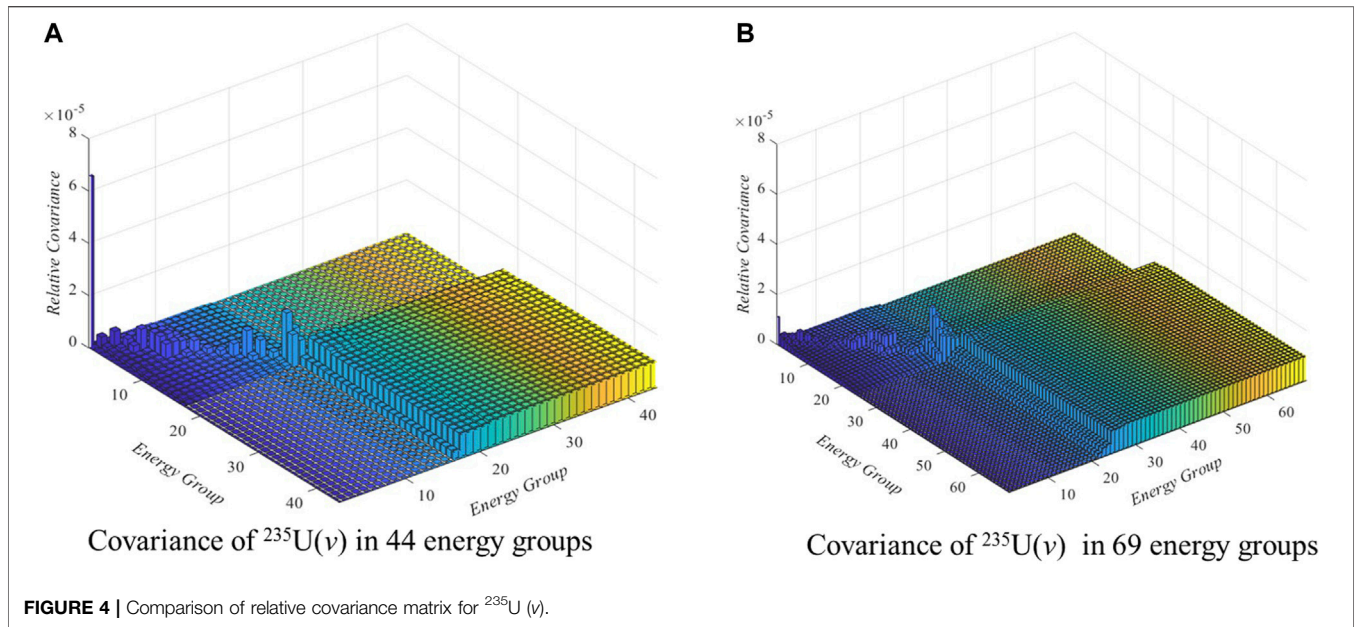 A
×10⁻⁵
8
6
4
2
0
Relative Covariance
10
20
30
40
Energy Group
10
20
30
40
Energy Group
Covariance of ²³⁵U(ν) in 44 energy groups
B
×10⁻⁵
8
6
4
2
0
Relative Covariance
10
20
30
40
50
60
Energy Group
10
20
30
40
50
60
Energy Group
Covariance of ²³⁵U(ν) in 69 energy groups
FIGURE 4 | Comparison of relative covariance matrix for ²³⁵U (ν).